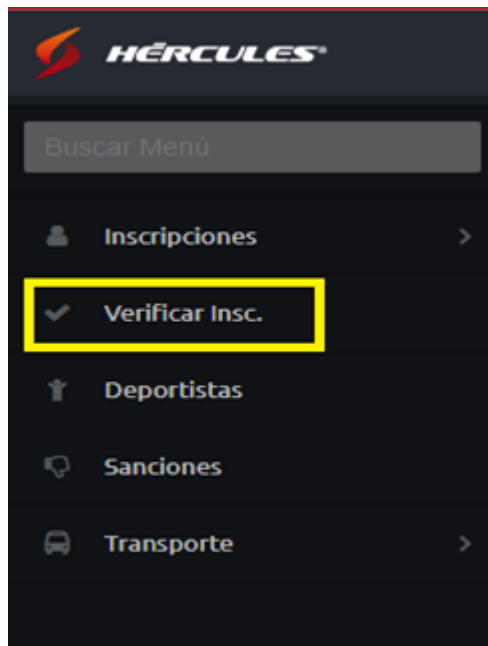 HÉRCULES®
Buscar Menú
Inscripciones
Verificar Insc.
Deportistas
Sanciones
Transporte